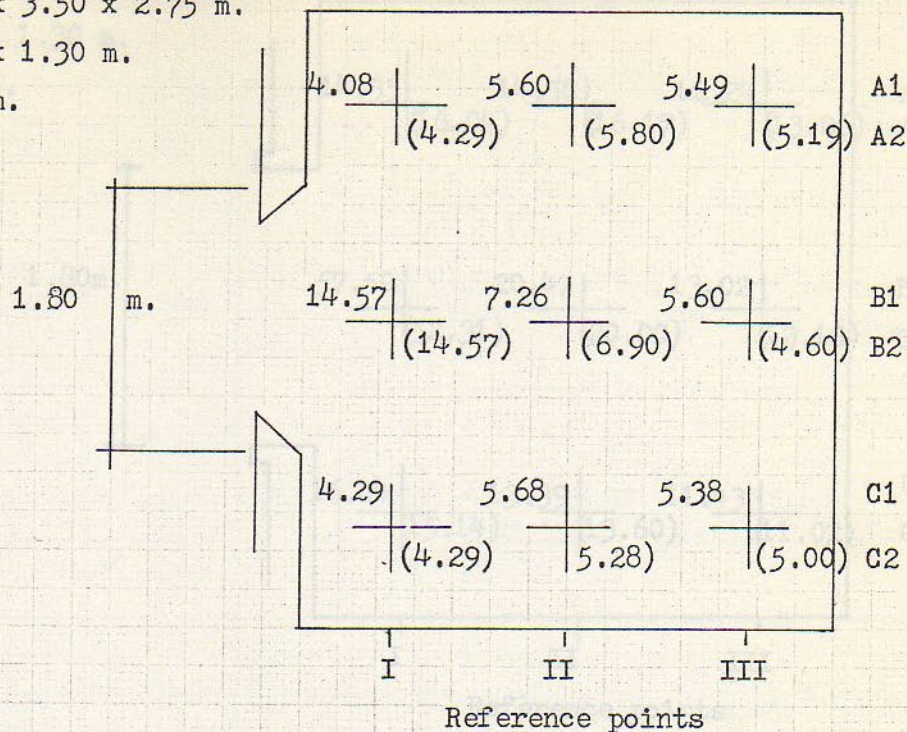 x 3.50 x 2.75 m.
x 1.30 m.
m.
4.08 5.60 5.49 A1
(4.29) (5.80) (5.19) A2
1.80 m.
14.57 7.26 5.60 B1
(14.57) (6.90) (4.60) B2
4.29 5.68 5.38 C1
(4.29) 5.28) (5.00) C2
I II III
Reference points